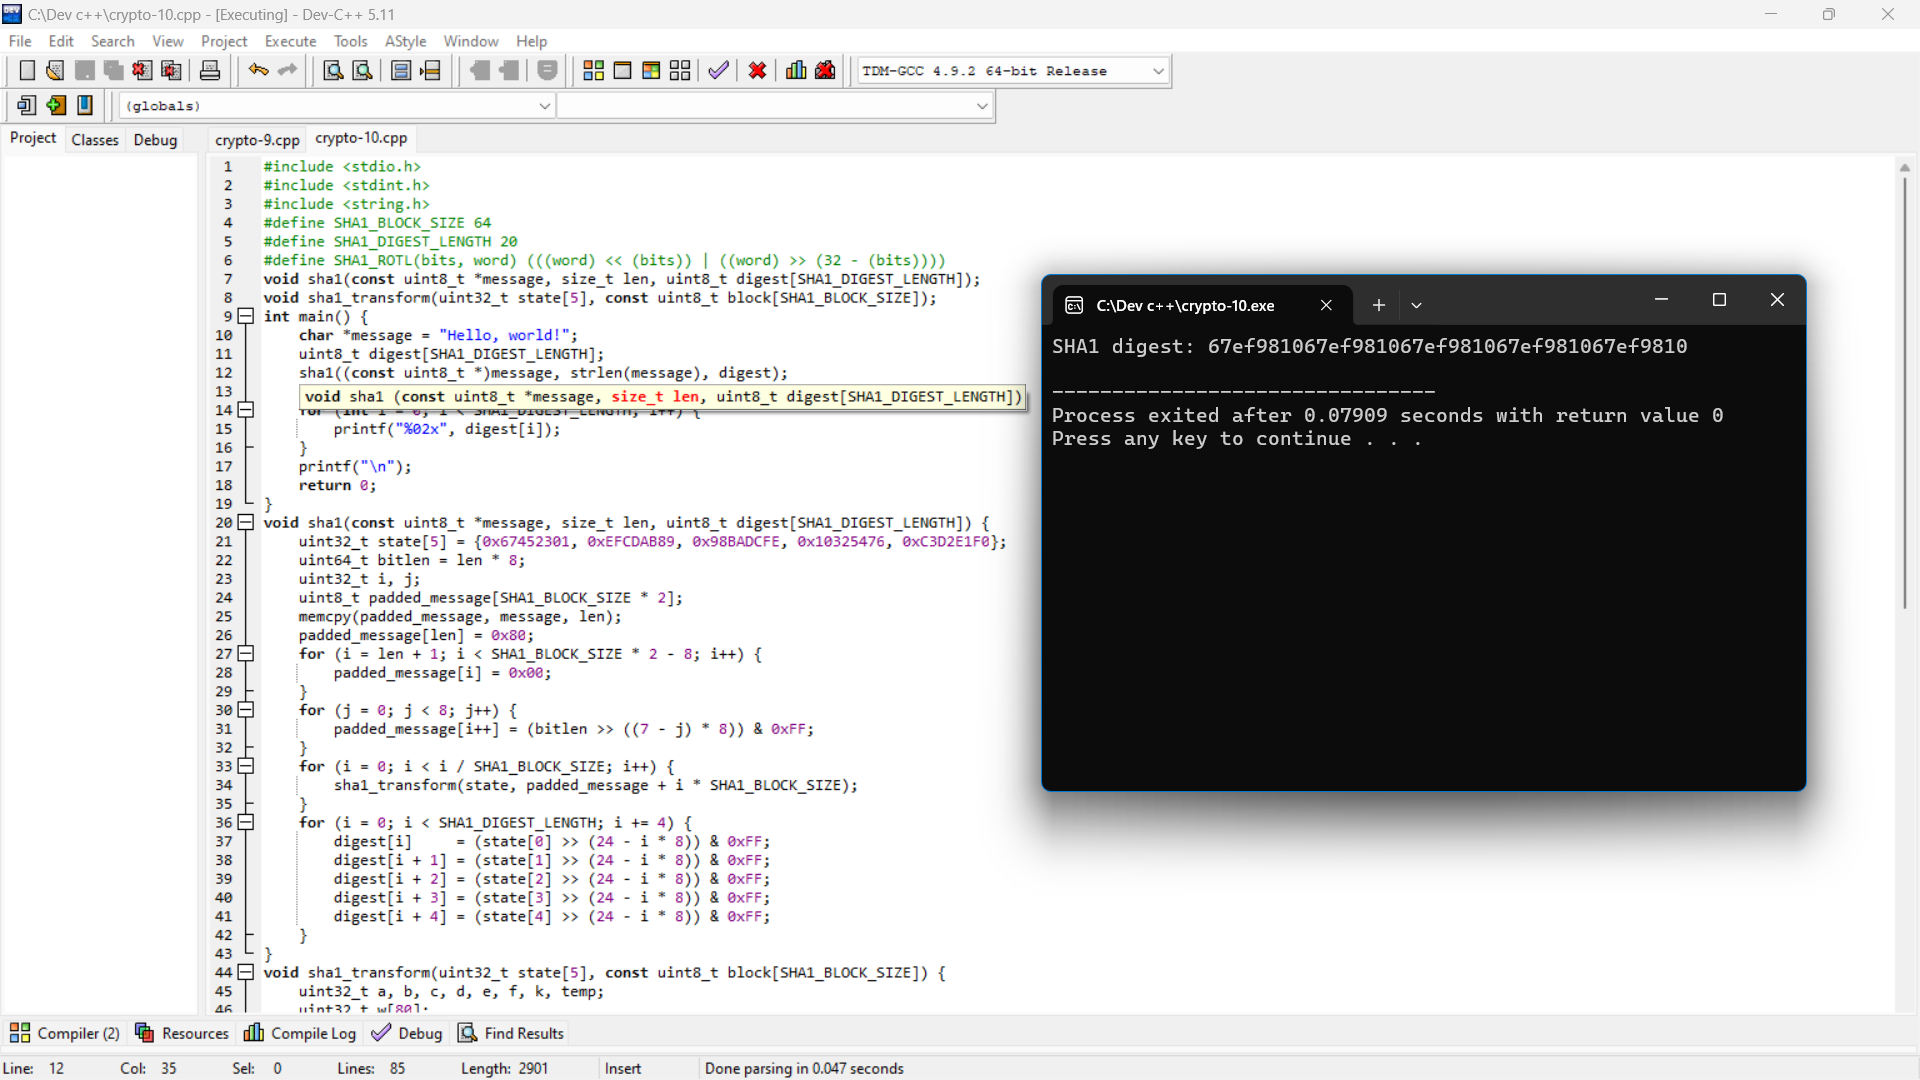 C:\Dev c++\crypto-10.cpp - [Executing] - Dev-C++ 5.11
File Edit Search View Project Execute Tools AStyle Window Help
TDM-GCC 4.9.2 64-bit Release
(globals)
Project Classes Debug
crypto-9.cpp crypto-10.cpp
1 #include <stdio.h>
2 #include <stdint.h>
3 #include <string.h>
4 #define SHA1_BLOCK_SIZE 64
5 #define SHA1_DIGEST_LENGTH 20
6 #define SHA1_ROTL(bits, word) (((word) << (bits)) | ((word) >> (32 - (bits))))
7 void sha1(const uint8_t *message, size_t len, uint8_t digest[SHA1_DIGEST_LENGTH]);
8 void sha1_transform(uint32_t state[5], const uint8_t block[SHA1_BLOCK_SIZE]);
9 int main() {
10 char *message = "Hello, world!";
11 uint8_t digest[SHA1_DIGEST_LENGTH];
12 sha1((const uint8_t *)message, strlen(message), digest);
13 void sha1 (const uint8_t *message, size_t len, uint8_t digest[SHA1_DIGEST_LENGTH])
14 for (int i = 0; i < SHA1_DIGEST_LENGTH; i++) {
15 printf("%02x", digest[i]);
16 }
17 printf("\n");
18 return 0;
19 }
20 void sha1(const uint8_t *message, size_t len, uint8_t digest[SHA1_DIGEST_LENGTH]) {
21 uint32_t state[5] = {0x67452301, 0xEFCDAB89, 0x98BADCFE, 0x10325476, 0xC3D2E1F0};
22 uint64_t bitlen = len * 8;
23 uint32_t i, j;
24 uint8_t padded_message[SHA1_BLOCK_SIZE * 2];
25 memcpy(padded_message, message, len);
26 padded_message[len] = 0x80;
27 for (i = len + 1; i < SHA1_BLOCK_SIZE * 2 - 8; i++) {
28 padded_message[i] = 0x00;
29 }
30 for (j = 0; j < 8; j++) {
31 padded_message[i++] = (bitlen >> ((7 - j) * 8)) & 0xFF;
32 }
33 for (i = 0; i < i / SHA1_BLOCK_SIZE; i++) {
34 sha1_transform(state, padded_message + i * SHA1_BLOCK_SIZE);
35 }
36 for (i = 0; i < SHA1_DIGEST_LENGTH; i += 4) {
37 digest[i] = (state[0] >> (24 - i * 8)) & 0xFF;
38 digest[i + 1] = (state[1] >> (24 - i * 8)) & 0xFF;
39 digest[i + 2] = (state[2] >> (24 - i * 8)) & 0xFF;
40 digest[i + 3] = (state[3] >> (24 - i * 8)) & 0xFF;
41 digest[i + 4] = (state[4] >> (24 - i * 8)) & 0xFF;
42 }
43 }
44 void sha1_transform(uint32_t state[5], const uint8_t block[SHA1_BLOCK_SIZE]) {
45 uint32_t a, b, c, d, e, f, k, temp;
46 uint32_t w[80];
C:\Dev c++\crypto-10.exe
SHA1 digest: 67ef981067ef981067ef981067ef981067ef9810
--------------------------------
Process exited after 0.07909 seconds with return value 0
Press any key to continue . . .
Compiler (2) Resources Compile Log Debug Find Results
Line: 12 Col: 35 Sel: 0 Lines: 85 Length: 2901 Insert Done parsing in 0.047 seconds